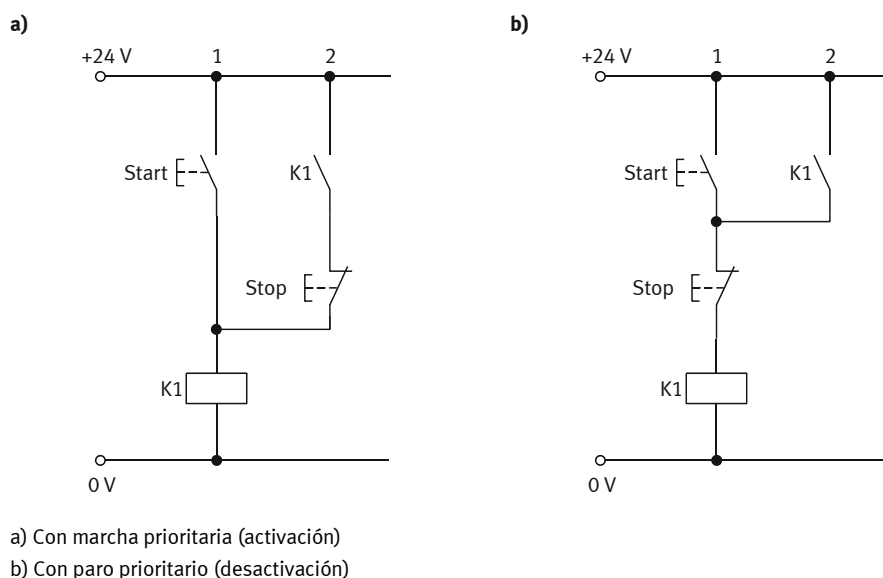 a)
+24 V 1 2
Start K1
Stop
K1
0 V
b)
+24 V 1 2
Start K1
Stop
K1
0 V
a) Con marcha prioritaria (activación)
b) Con paro prioritario (desactivación)